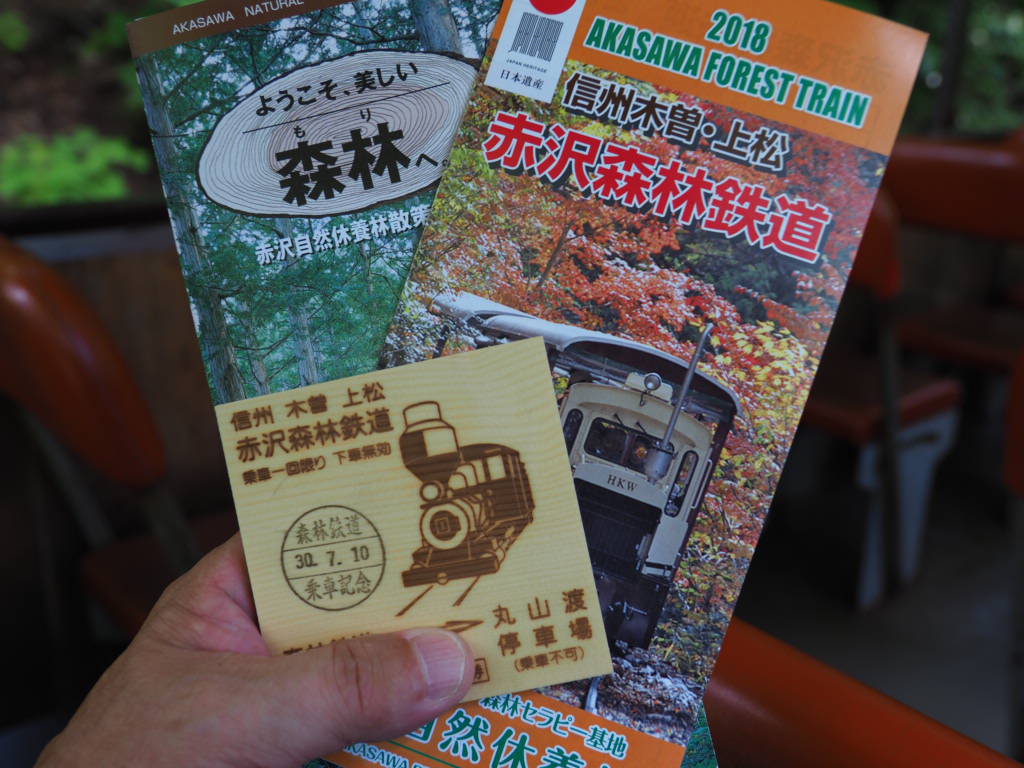 AKASAWA NATURAL
ようこそ、美しい
もり
森林へ。
赤沢自然休養林散策
JAPAN HERITAGE
日本遺産
2018
AKASAWA FOREST TRAIN
信州木曽・上松
赤沢森林鉄道
HKW
信州 木曽 上松
赤沢森林鉄道
乗車一回限り 下車無効
森林鉄道
30.7.10
乗車記念
丸山渡
停車場
(乗車不可)
森林セラピー基地
自然休養
AKASAWA